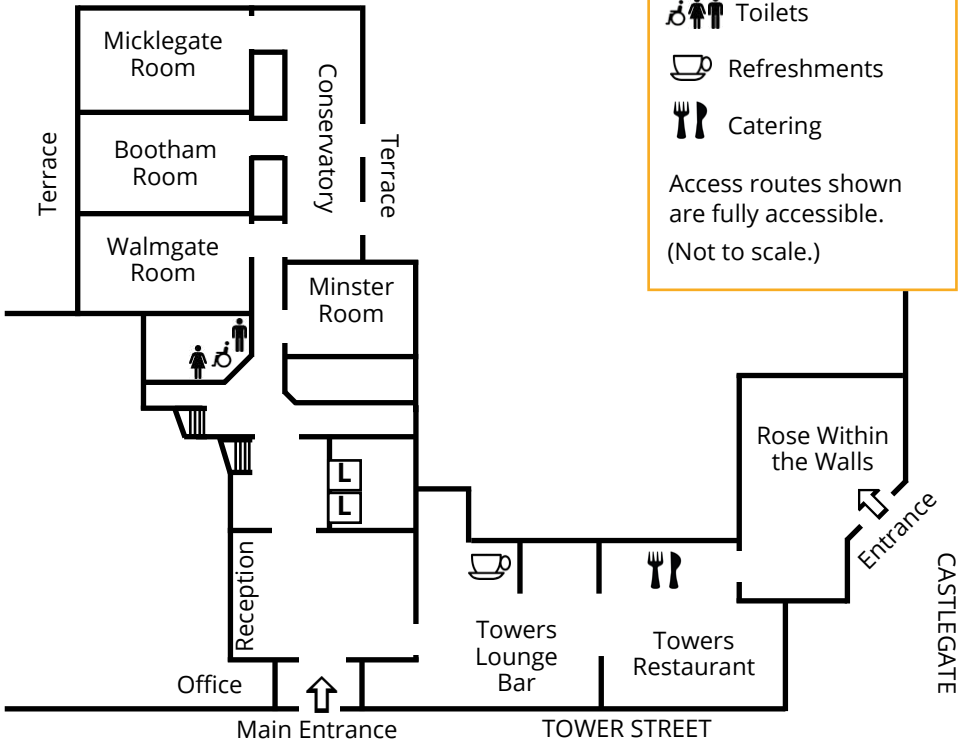 Micklegate
Room
Bootham
Room
Walmgate
Room
Terrace
Conservatory
Terrace
Minster
Room
L
L
Reception
Office
Main Entrance
Towers
Lounge
Bar
Towers
Restaurant
TOWER STREET
Rose Within
the Walls
Entrance
CASTLEGATE
Toilets
Refreshments
Catering
Access routes shown
are fully accessible.
(Not to scale.)